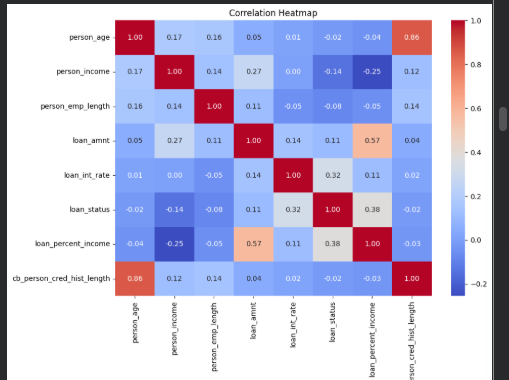 Correlation Heatmap
person_age 1.00 0.17 0.16 0.05 0.01 -0.02 -0.04 0.86
person_income 0.17 1.00 0.14 0.27 0.00 -0.14 -0.25 0.12
person_emp_length 0.16 0.14 1.00 0.11 -0.05 -0.08 -0.05 0.14
loan_amnt 0.05 0.27 0.11 1.00 0.14 0.11 0.57 0.04
loan_int_rate 0.01 0.00 -0.05 0.14 1.00 0.32 0.11 0.02
loan_status -0.02 -0.14 -0.08 0.11 0.32 1.00 0.38 -0.02
loan_percent_income -0.04 -0.25 -0.05 0.57 0.11 0.38 1.00 -0.03
cb_person_cred_hist_length 0.86 0.12 0.14 0.04 0.02 -0.02 -0.03 1.00
person_age
person_income
person_emp_length
loan_amnt
loan_int_rate
loan_status
loan_percent_income
rson_cred_hist_length
1.0
0.8
0.6
0.4
0.2
0.0
-0.2